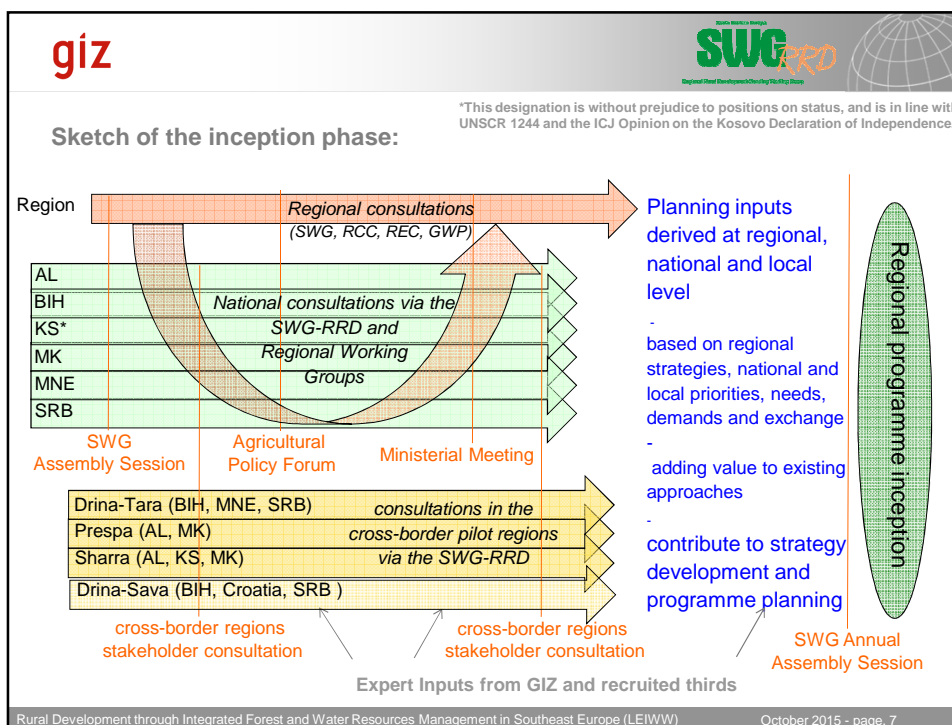 giz
SWG RRD
*This designation is without prejudice to positions on status, and is in line with
UNSCR 1244 and the ICJ Opinion on the Kosovo Declaration of Independence
Sketch of the inception phase:
Region
Regional consultations
(SWG, RCC, REC, GWP)
AL
BIH
KS*
MK
MNE
SRB
National consultations via the
SWG-RRD and
Regional Working
Groups
SWG
Assembly Session
Agricultural
Policy Forum
Ministerial Meeting
Drina-Tara (BIH, MNE, SRB)
Prespa (AL, MK)
Sharra (AL, KS, MK)
Drina-Sava (BIH, Croatia, SRB )
consultations in the
cross-border pilot regions
via the SWG-RRD
cross-border regions
stakeholder consultation
cross-border regions
stakeholder consultation
Expert Inputs from GIZ and recruited thirds
Planning inputs
derived at regional,
national and local
level
-
based on regional
strategies, national and
local priorities, needs,
demands and exchange
-
adding value to existing
approaches
-
contribute to strategy
development and
programme planning
SWG Annual
Assembly Session
Regional programme inception
Rural Development through Integrated Forest and Water Resources Management in Southeast Europe (LEIWW)
October 2015 - page. 7